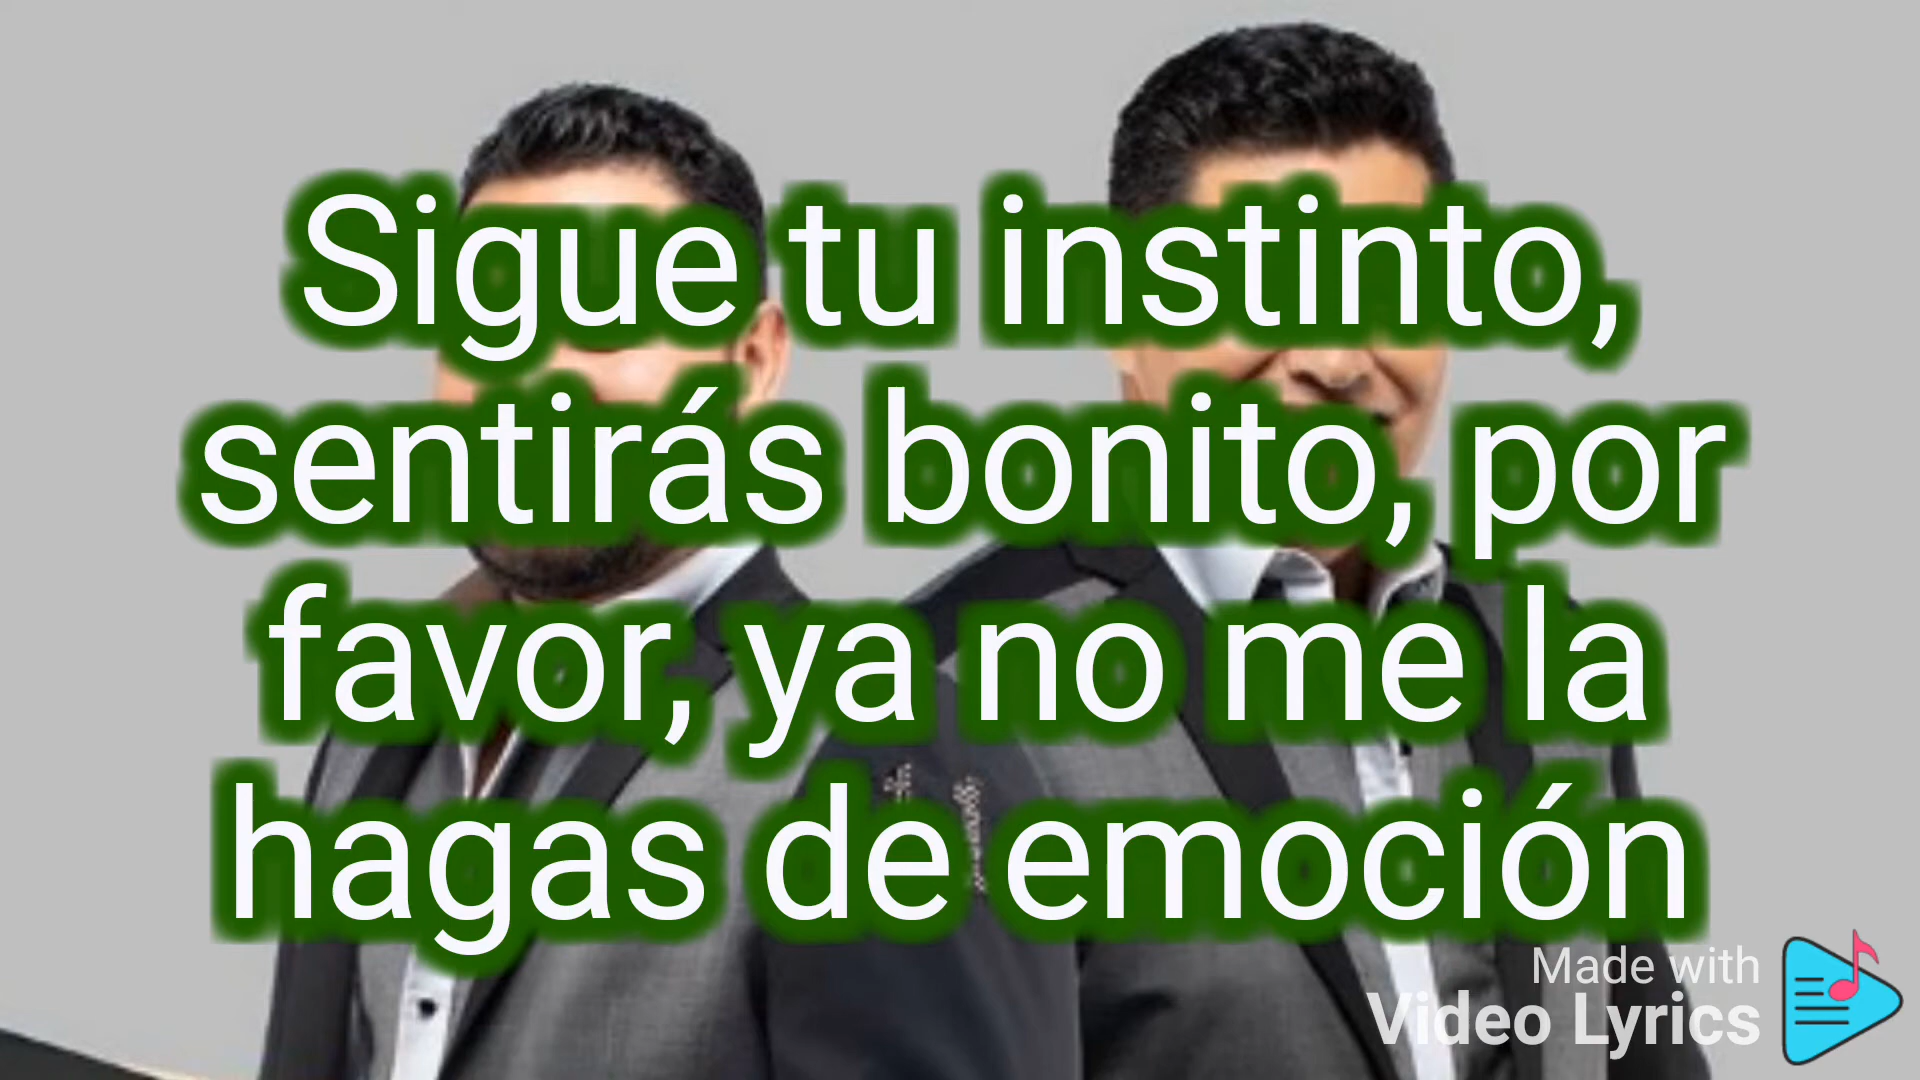 Sigue tu instinto,
sentirás bonito, por
favor, ya no me la
hagas de emoción
Made with
Video Lyrics